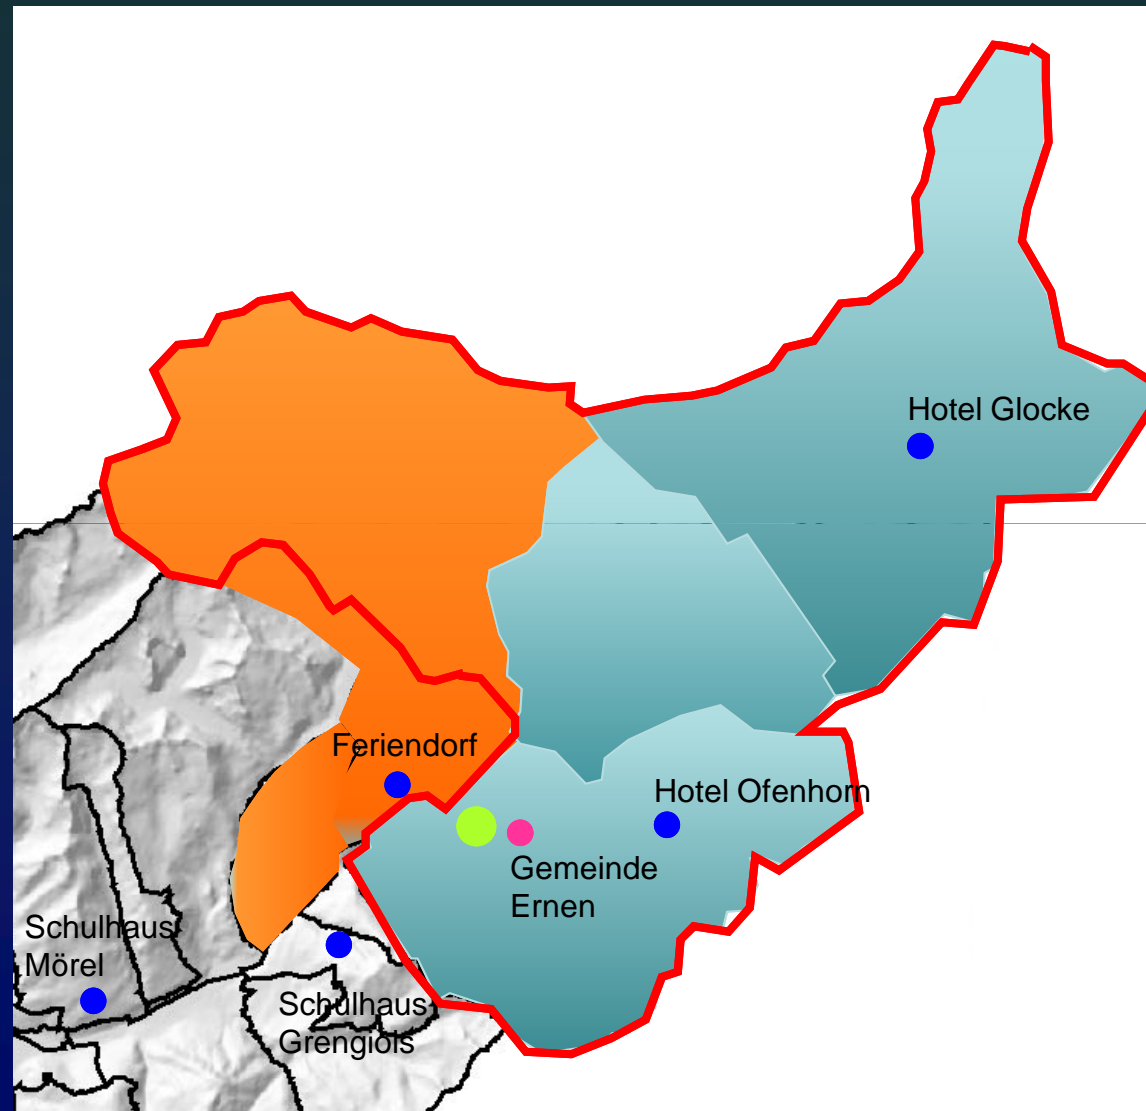 Hotel Glocke
Feriendorf
Hotel Ofenhorn
Gemeinde
Ernen
Schulhaus
Mörel
Schulhaus
Grengiols